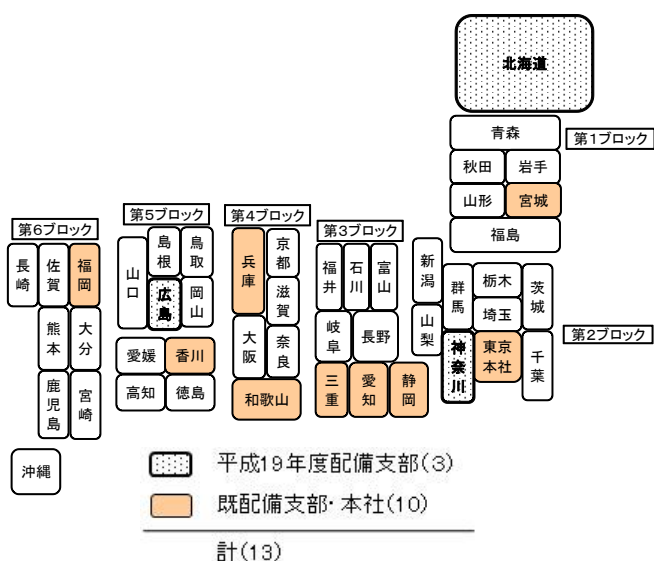 北海道
青森
第1ブロック
秋田
岩手
山形
宮城
福島
第6ブロック
長崎
佐賀
福岡
熊本
大分
鹿児島
宮崎
沖縄
第5ブロック
山口
島根
鳥取
広島
岡山
愛媛
香川
高知
徳島
第4ブロック
兵庫
京都
滋賀
大阪
奈良
和歌山
第3ブロック
福井
石川
富山
岐阜
長野
三重
愛知
静岡
新潟
山梨
群馬
栃木
茨城
埼玉
第2ブロック
神奈川
東京
本社
千葉
平成19年度配備支部(3)
既配備支部・本社(10)
計(13)